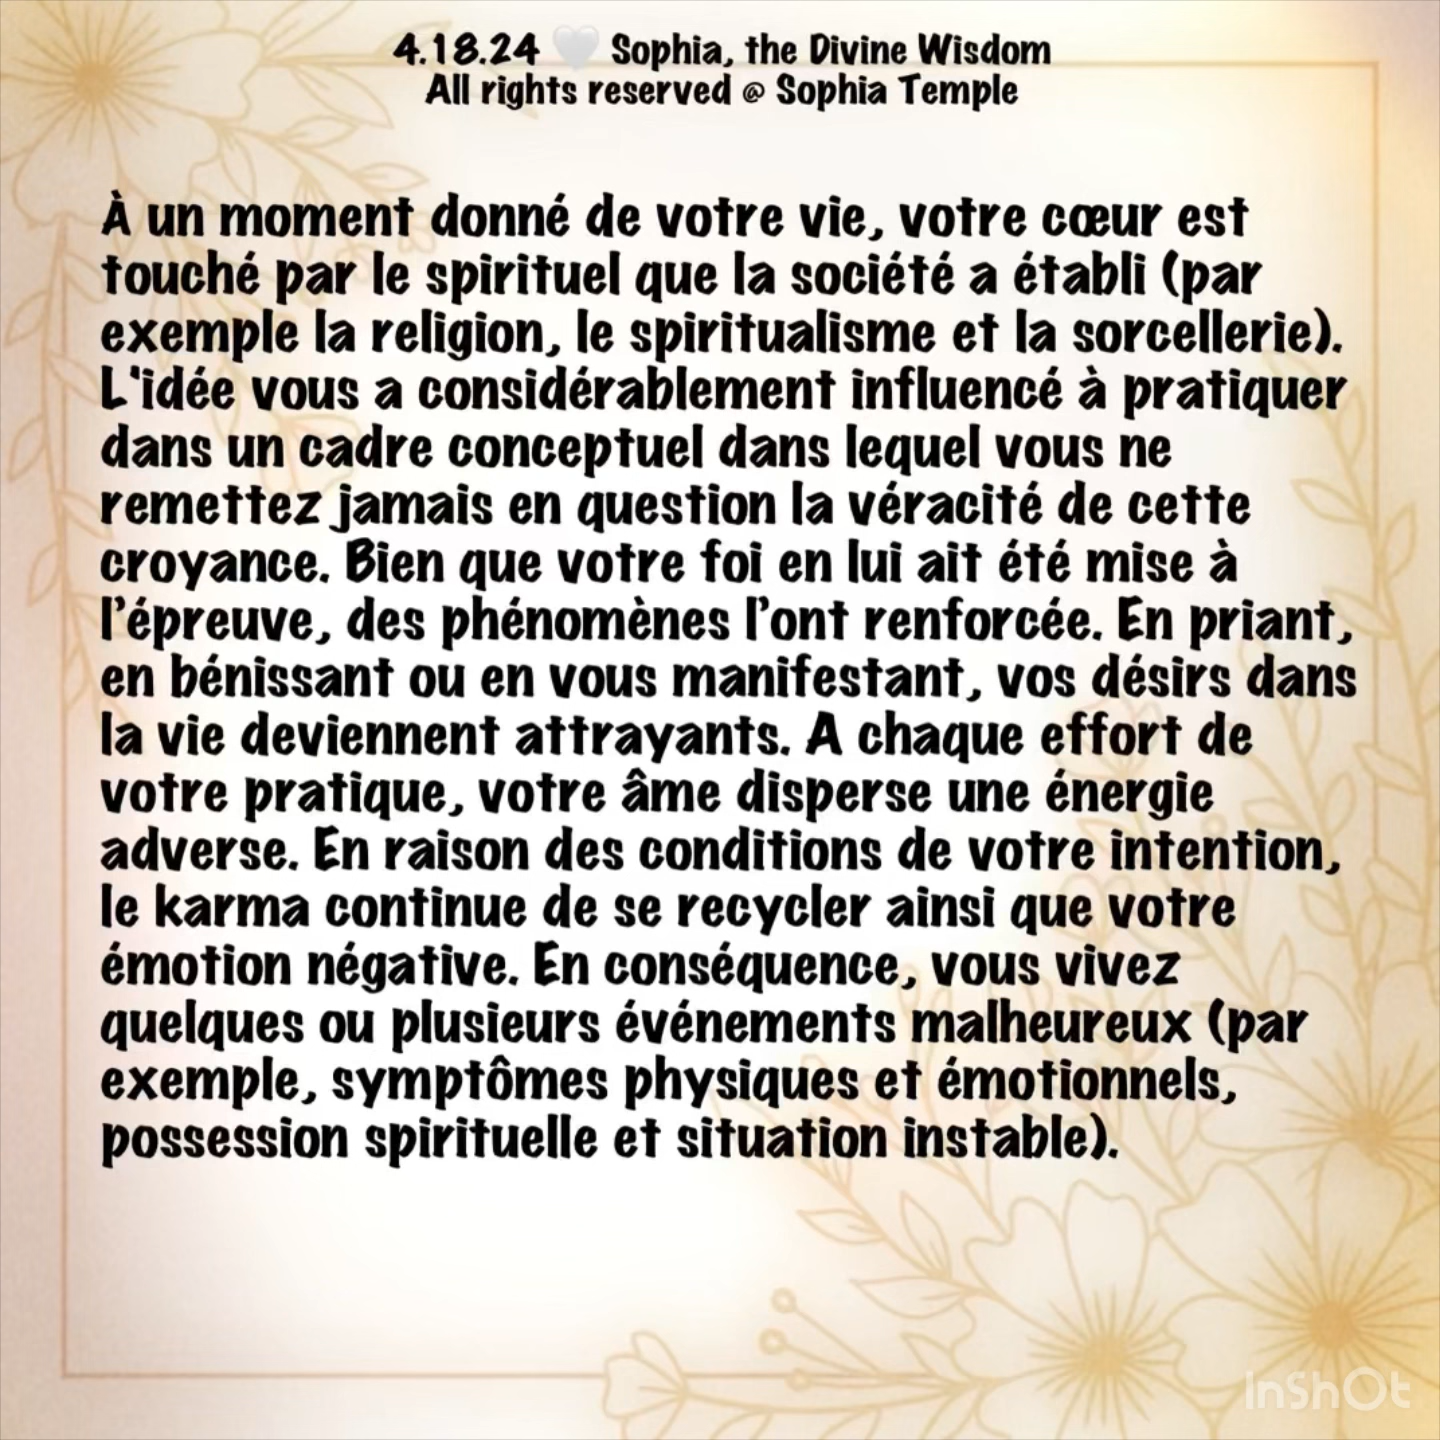 4.18.24 🤍 Sophia, the Divine Wisdom
All rights reserved @ Sophia Temple
À un moment donné de votre vie, votre cœur est
touché par le spirituel que la société a établi (par
exemple la religion, le spiritualisme et la sorcellerie).
L'idée vous a considérablement influencé à pratiquer
dans un cadre conceptuel dans lequel vous ne
remettez jamais en question la véracité de cette
croyance. Bien que votre foi en lui ait été mise à
l’épreuve, des phénomènes l’ont renforcée. En priant,
en bénissant ou en vous manifestant, vos désirs dans
la vie deviennent attrayants. A chaque effort de
votre pratique, votre âme disperse une énergie
adverse. En raison des conditions de votre intention,
le karma continue de se recycler ainsi que votre
émotion négative. En conséquence, vous vivez
quelques ou plusieurs événements malheureux (par
exemple, symptômes physiques et émotionnels,
possession spirituelle et situation instable).
InShOt